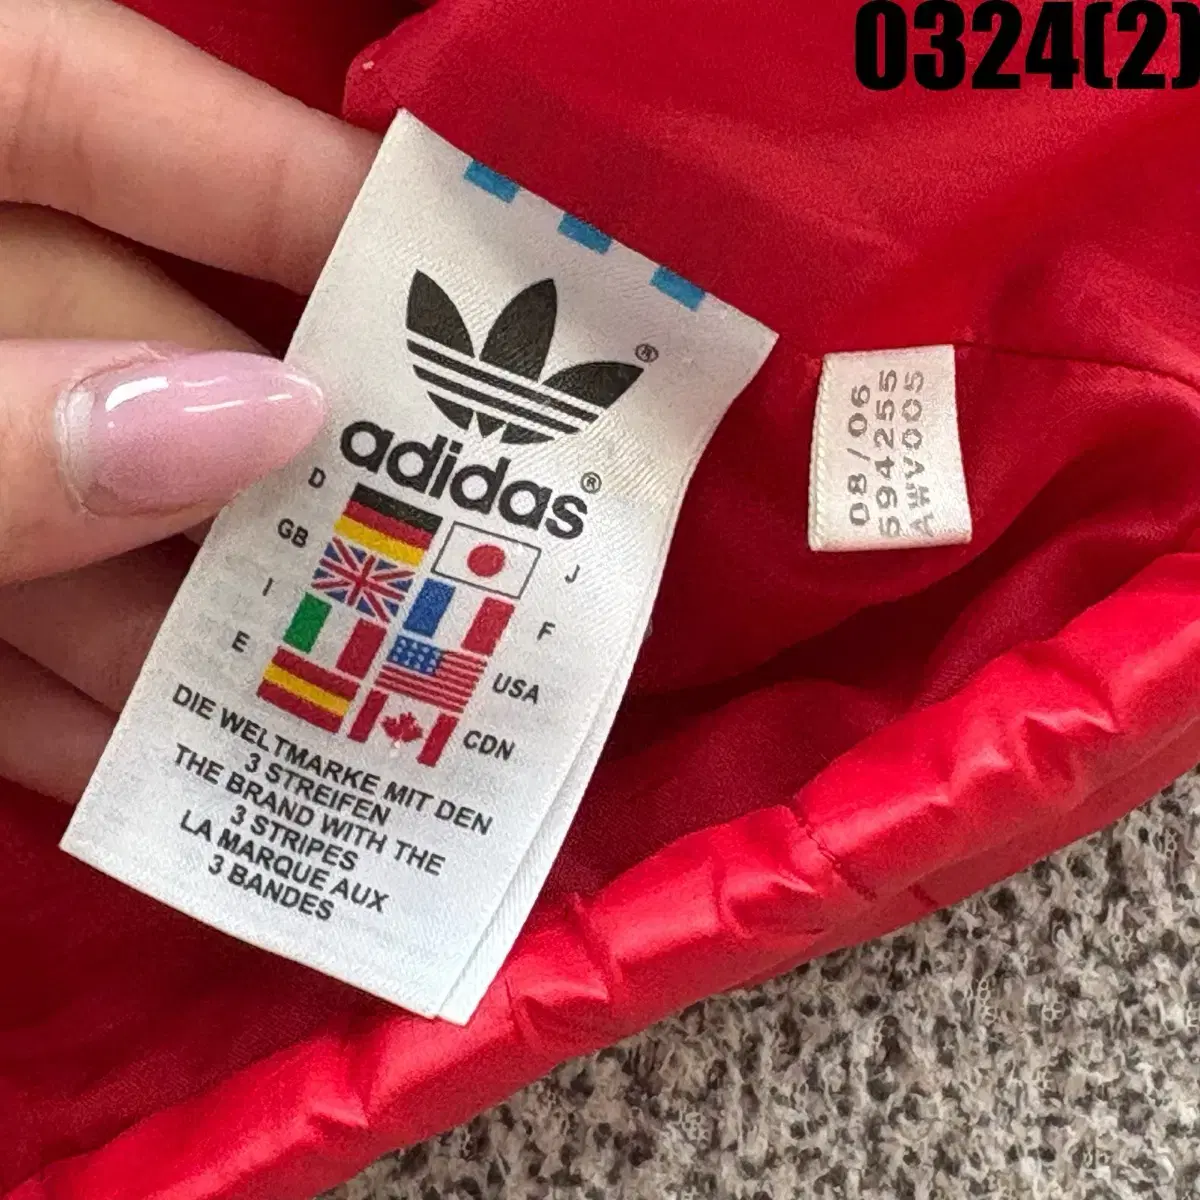 0324(2)
®
adidas®
D
J
GB
F
I
USA
E
CDN
DIE WELTMARKE MIT DEN
3 STREIFEN
THE BRAND WITH THE
3 STRIPES
LA MARQUE AUX
3 BANDES
08/06
594255
AWV005